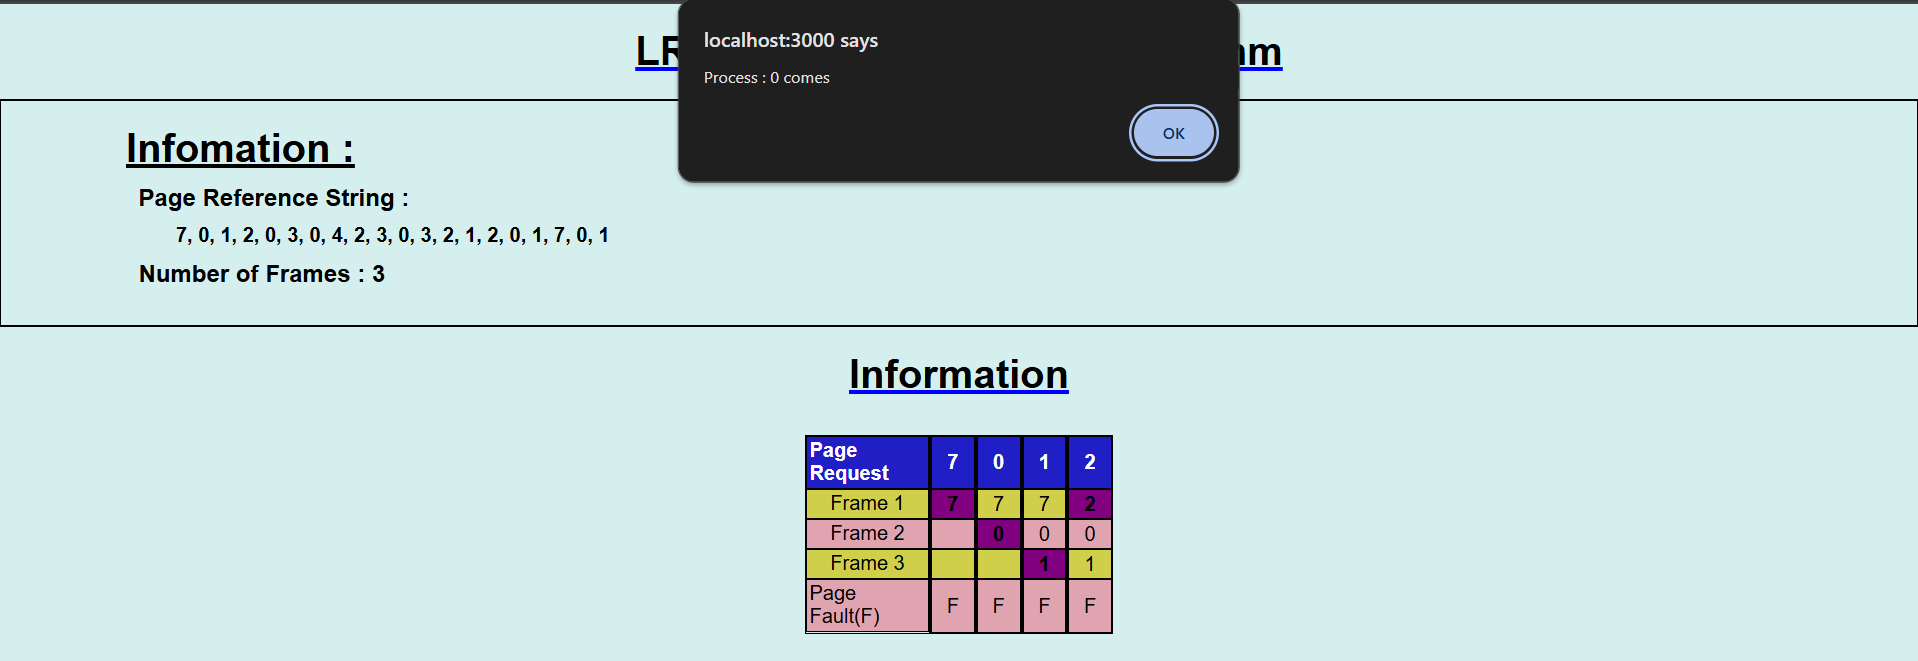 localhost:3000 says
Process : 0 comes
OK
Infomation :
Page Reference String :
7, 0, 1, 2, 0, 3, 0, 4, 2, 3, 0, 3, 2, 1, 2, 0, 1, 7, 0, 1
Number of Frames : 3
Information
Page Request 7 0 1 2
Frame 1 7 7 7 2
Frame 2 0 0 0
Frame 3 1 1
Page Fault(F) F F F F